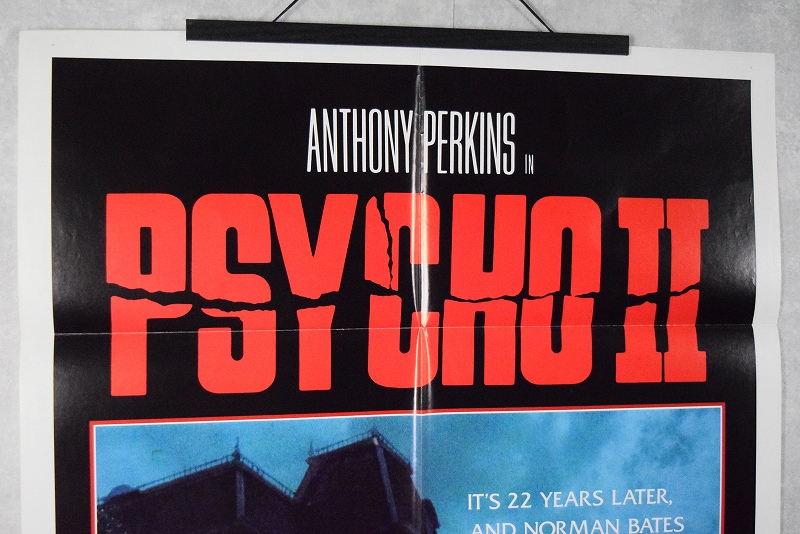 ANTHONY PERKINS IN
PSYCHO II
IT'S 22 YEARS LATER,
AND NORMAN BATES